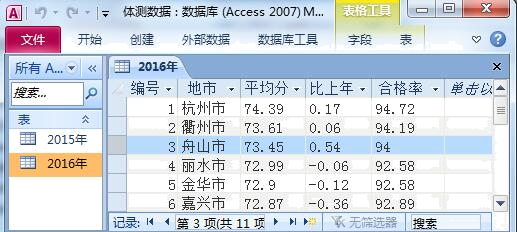 体测数据：数据库 (Access 2007) M... 表格工具
文件 开始 创建 外部数据 数据库工具 字段 表
所有 A...
搜索...
表
2015年
2016年
2016年
编号 地市 平均分 比上年 合格率 单击以
1 杭州市 74.39 0.17 94.72
2 衢州市 73.61 0.06 94.19
3 舟山市 73.45 0.54 94
4 丽水市 72.99 -0.06 92.58
5 金华市 72.9 -0.12 92.58
6 嘉兴市 72.87 -0.36 92.89
记录: 第 3 项(共 11 项 无筛选器 搜索